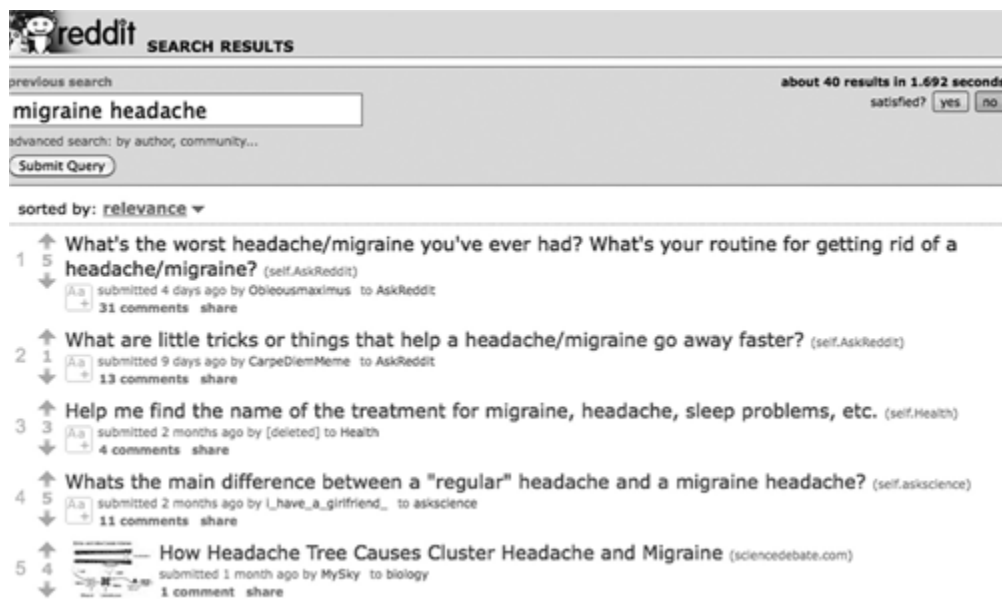 reddit SEARCH RESULTS
previous search
about 40 results in 1.692 seconds
migraine headache
satisfied? yes no
advanced search: by author, community...
Submit Query
sorted by: relevance
What's the worst headache/migraine you've ever had? What's your routine for getting rid of a
1 5 headache/migraine? (self.AskReddit)
Aa+ submitted 4 days ago by Obleousmaximus to AskReddit
31 comments share
What are little tricks or things that help a headache/migraine go away faster? (self.AskReddit)
2 1 Aa+ submitted 9 days ago by CarpeDiemMeme to AskReddit
13 comments share
Help me find the name of the treatment for migraine, headache, sleep problems, etc. (self.Health)
3 3 Aa+ submitted 2 months ago by [deleted] to Health
4 comments share
Whats the main difference between a "regular" headache and a migraine headache? (self.askscience)
4 5 Aa+ submitted 2 months ago by i_have_a_girlfriend_ to askscience
11 comments share
How Headache Tree Causes Cluster Headache and Migraine (sciencedebate.com)
5 4 submitted 1 month ago by MySky to biology
1 comment share